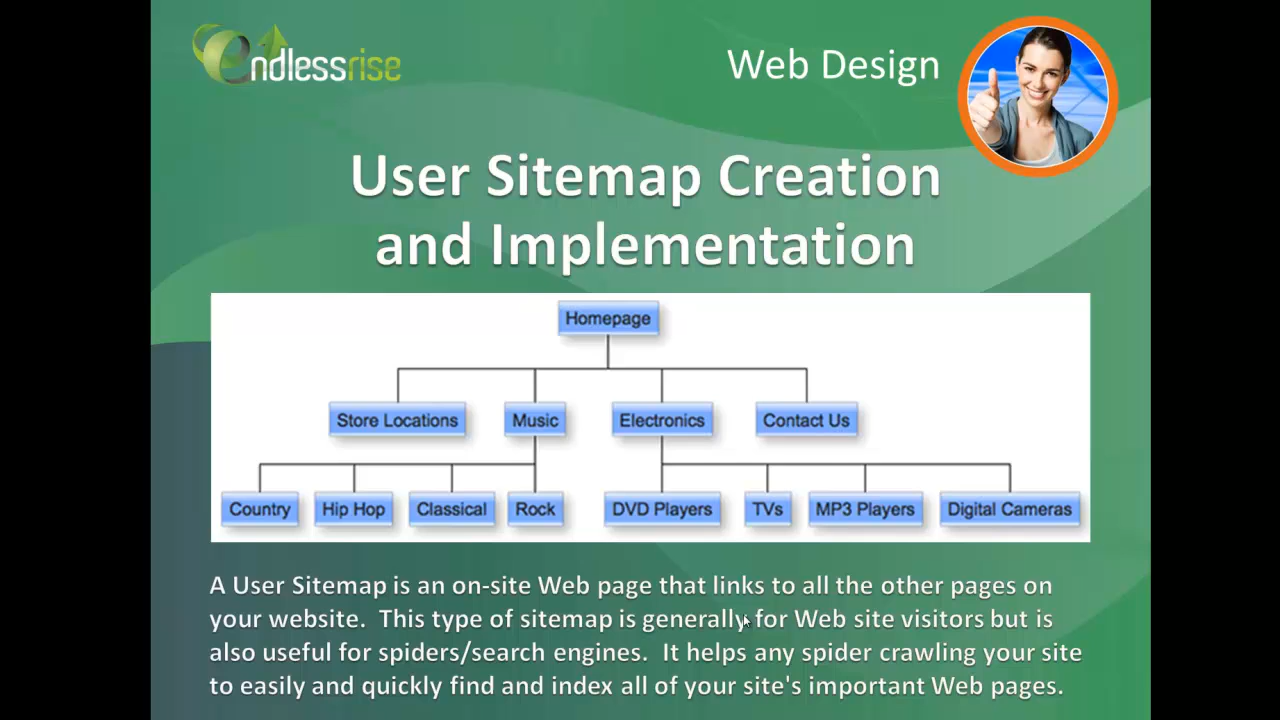 endlessrise
Web Design
User Sitemap Creation
and Implementation
Homepage
Store Locations Music Electronics Contact Us
Country Hip Hop Classical Rock DVD Players TVs MP3 Players Digital Cameras
A User Sitemap is an on-site Web page that links to all the other pages on
your website.  This type of sitemap is generally for Web site visitors but is
also useful for spiders/search engines.  It helps any spider crawling your site
to easily and quickly find and index all of your site's important Web pages.